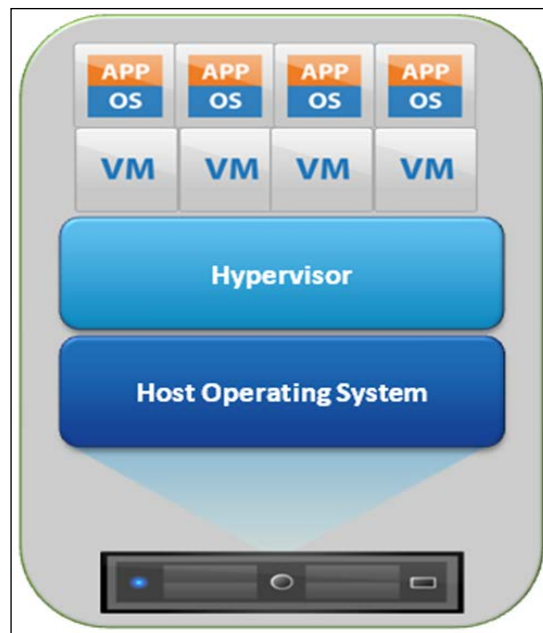 APP APP APP APP
OS OS OS OS
VM VM VM VM
Hypervisor
Host Operating System